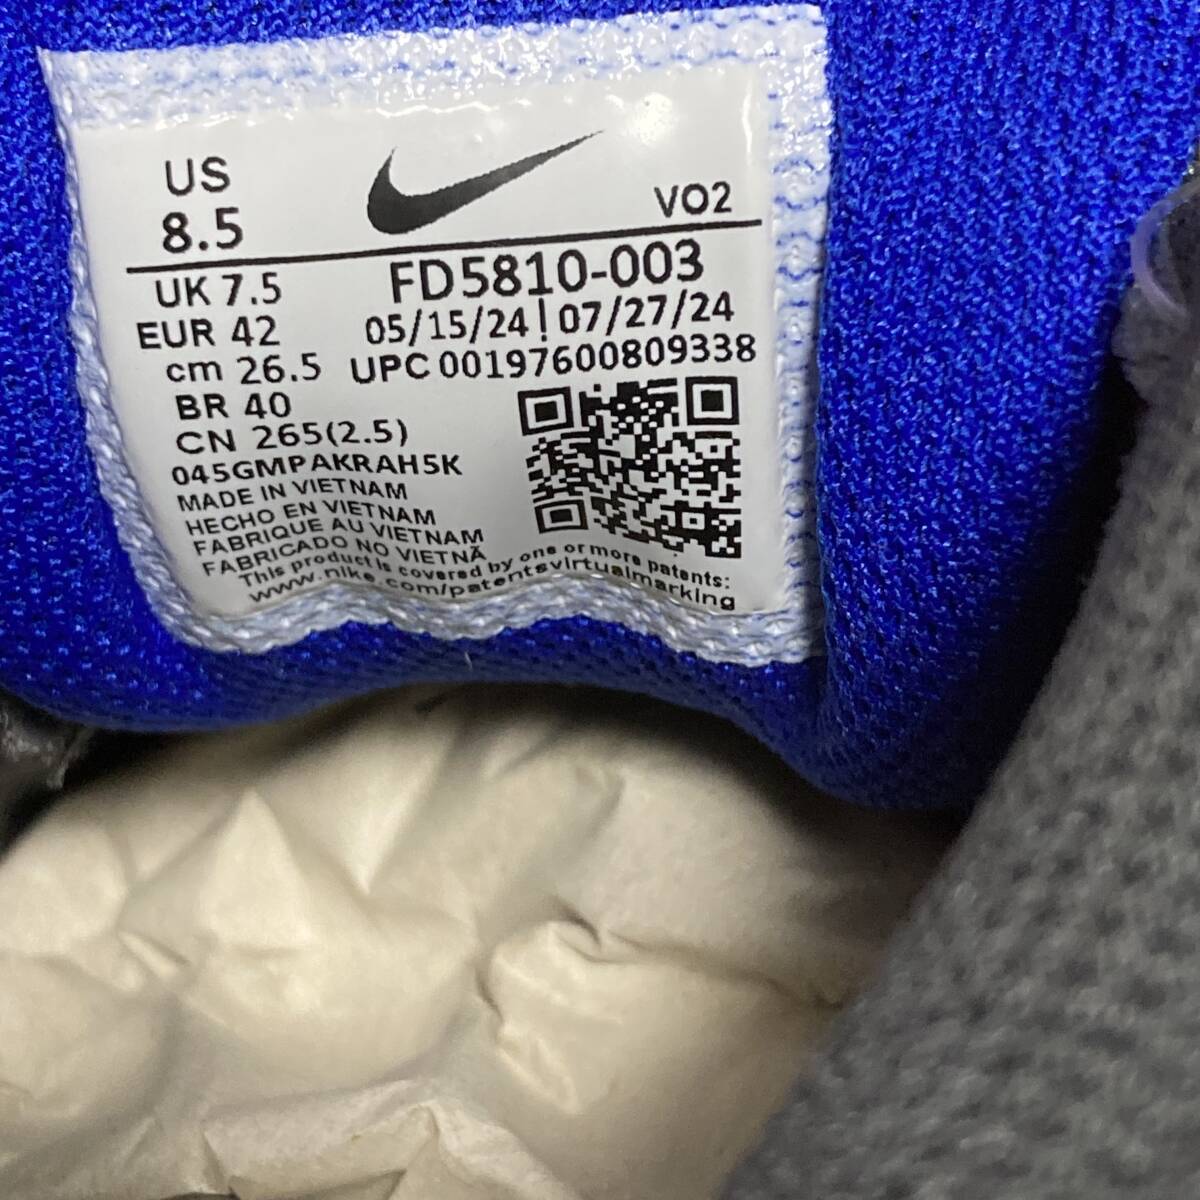 US
8.5
VO2
UK 7.5
FD5810-003
EUR 42
05/15/24 | 07/27/24
cm 26.5
UPC 00197600809338
BR 40
CN 265(2.5)
045GMPAKRAH5K
MADE IN VIETNAM
HECHO EN VIETNAM
FABRIQUE AU VIETNAM
FABRICADO NO VIETNÃ
This product is covered by one or more patents:
www.nike.com/patentsvirtualmarking